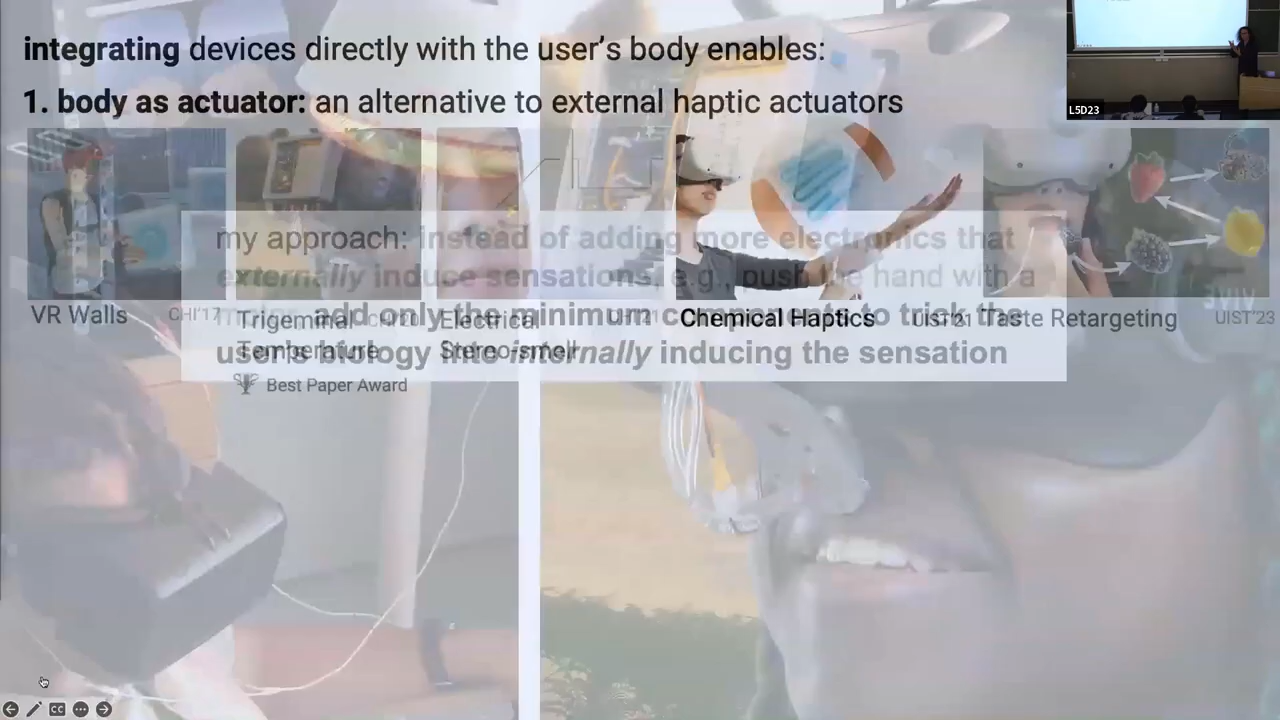 integrating devices directly with the user's body enables:
1. body as actuator: an alternative to external haptic actuators
L5D23
my approach: instead of adding more electronics that
externally induce sensations, e.g., push the hand with a
add only the minimum to trick the
user's biology into internally inducing the sensation
VR Walls CHI'17
Trigeminal
Temperature
CHI'20
Best Paper Award
Electrical
Stereo-smell
CHI'21
Chemical Haptics UIST'21
Taste Retargeting UIST'23
CC